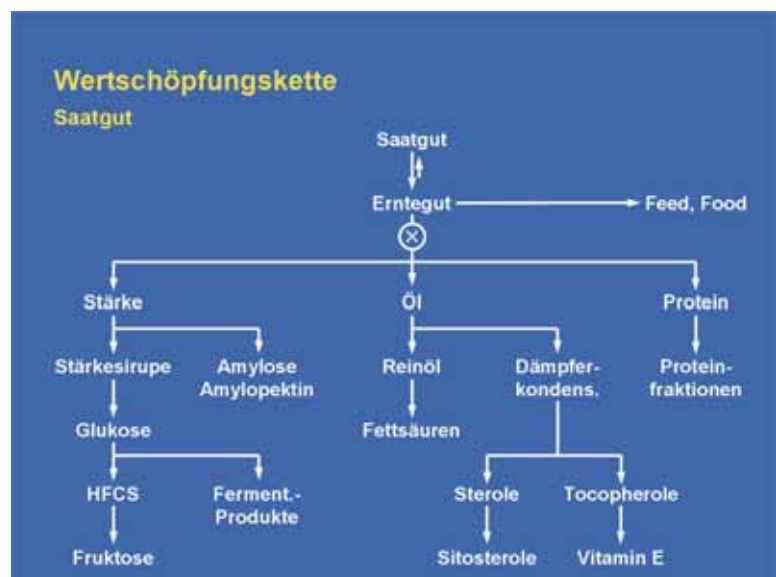 Wertschöpfungskette
Saatgut
Saatgut
Erntegut
Feed, Food
Stärke
Öl
Protein
Stärkesirupe
Amylose
Amylopektin
Reinöl
Dämpfer-
kondens.
Protein-
fraktionen
Glukose
Fettsäuren
HFCS
Ferment.-
Produkte
Sterole
Tocopherole
Fruktose
Sitosterole
Vitamin E